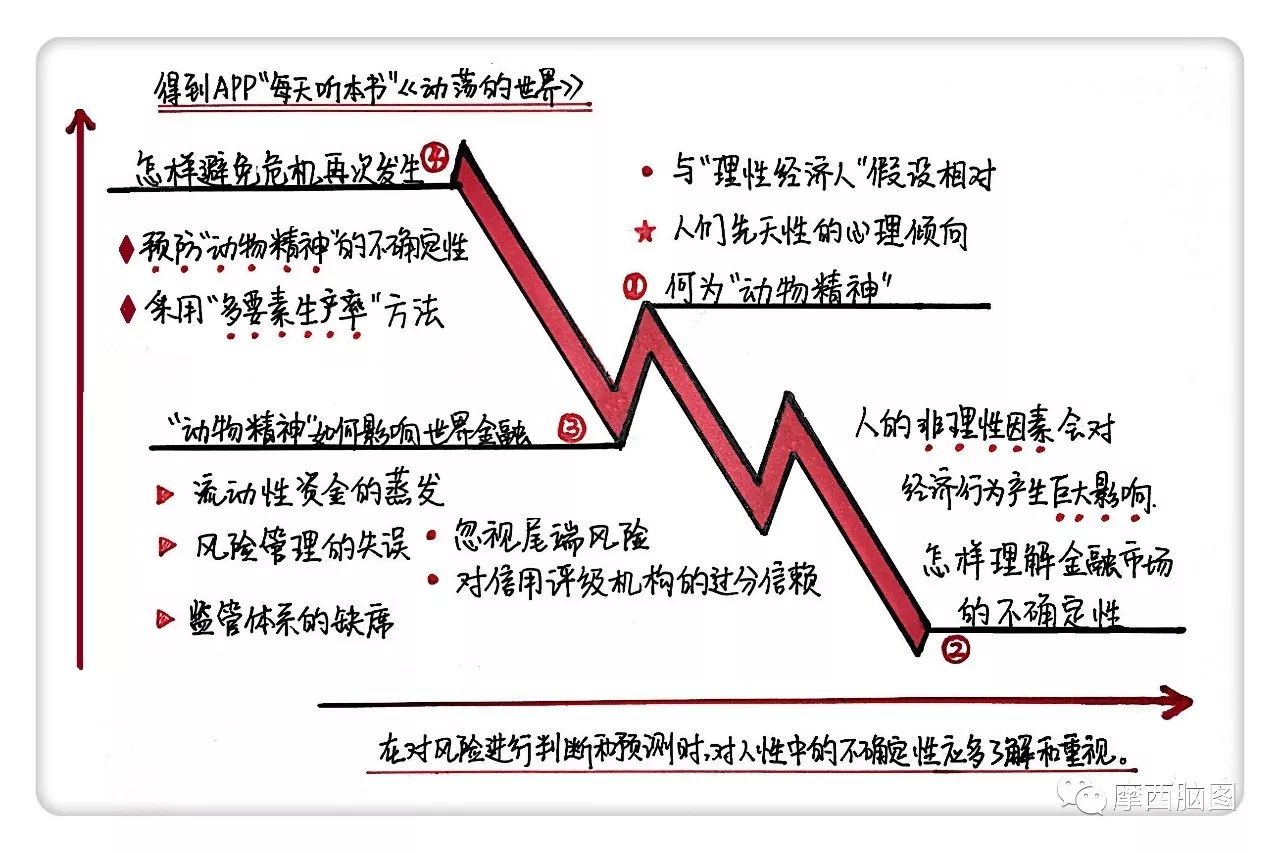 得到APP"每天听本书"《动荡的世界》
怎样避免危机再次发生 ④
预防"动物精神"的不确定性
采用"多要素生产率"方法
与"理性经济人"假设相对
人们先天性的心理倾向
① 何为"动物精神"
"动物精神"如何影响世界金融 ③
流动性资金的蒸发
风险管理的失误
忽视尾端风险
对信用评级机构的过分信赖
监管体系的缺席
人的非理性因素会对
经济行为产生巨大影响.
怎样理解金融市场
的不确定性
②
在对风险进行判断和预测时,对人性中的不确定性应多了解和重视。
摩西脑图